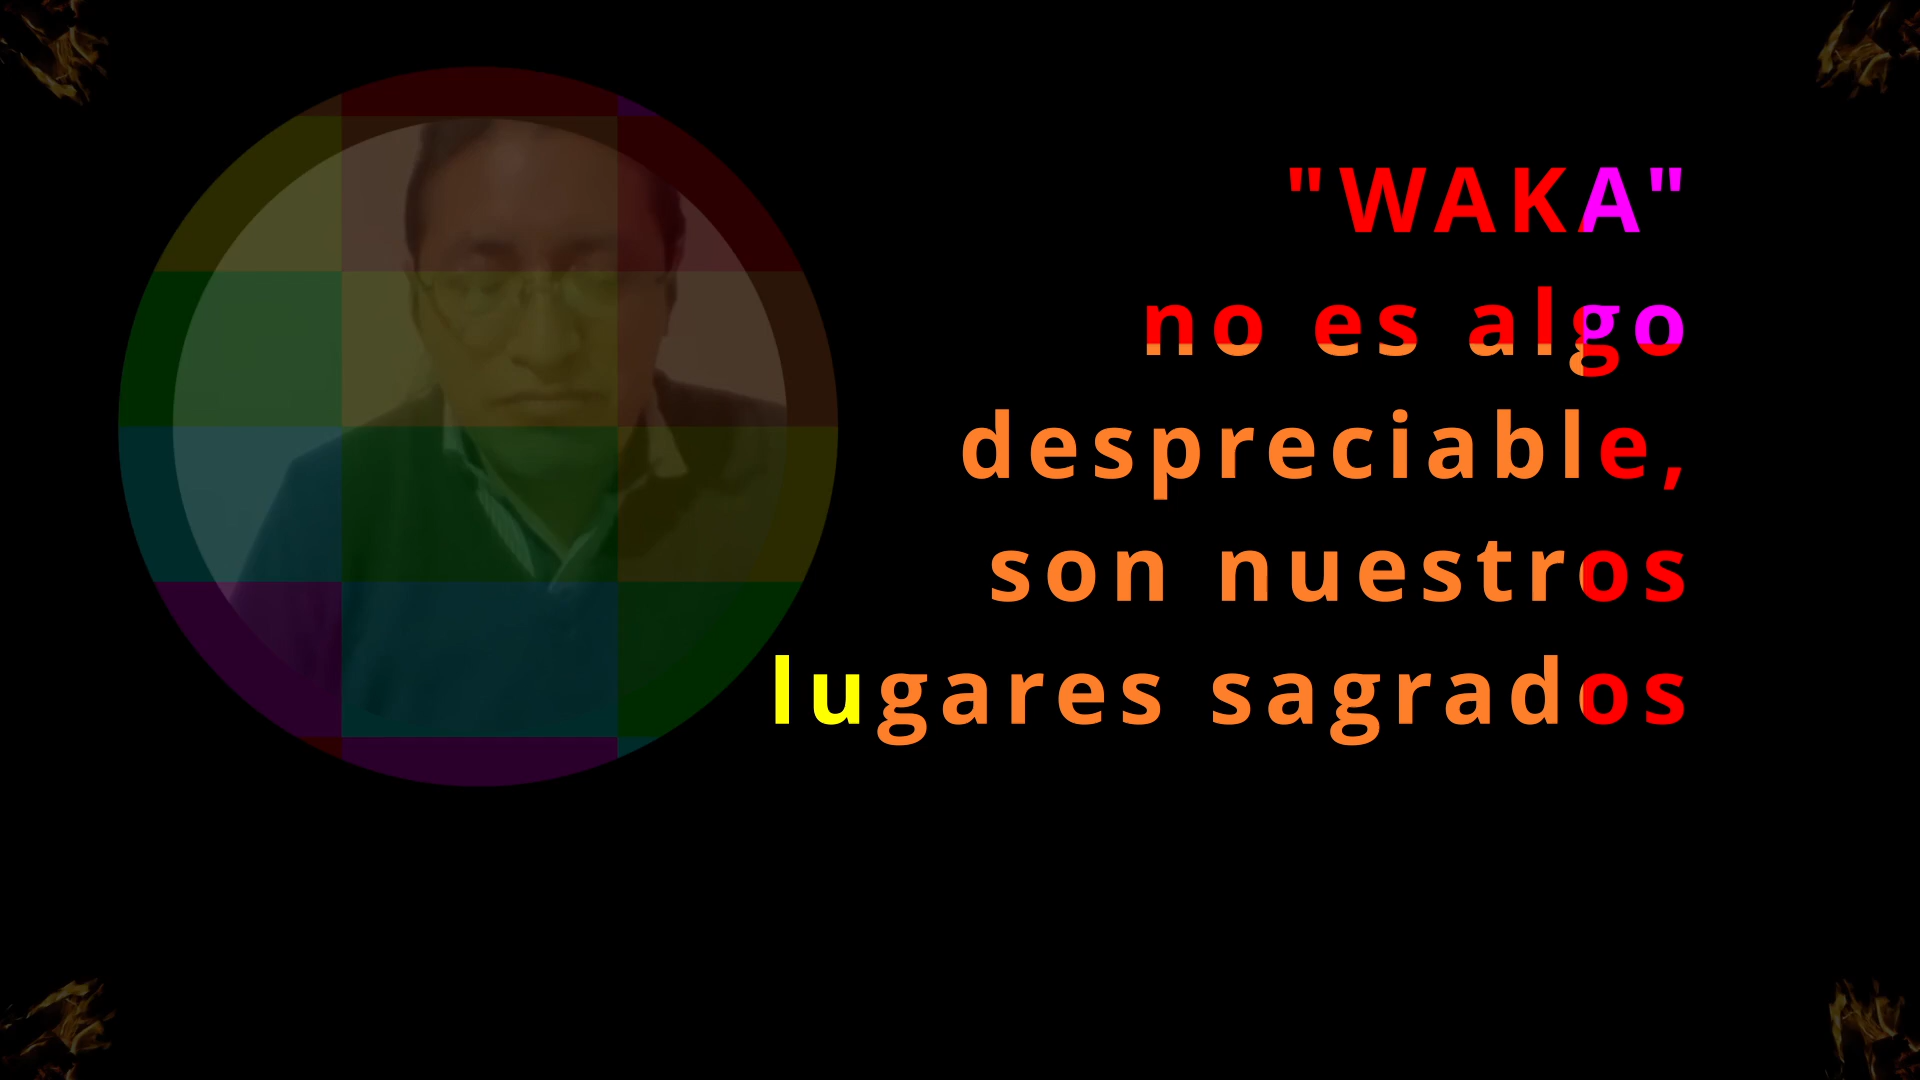 "WAKA"
no es algo
despreciable,
son nuestros
lugares sagrados